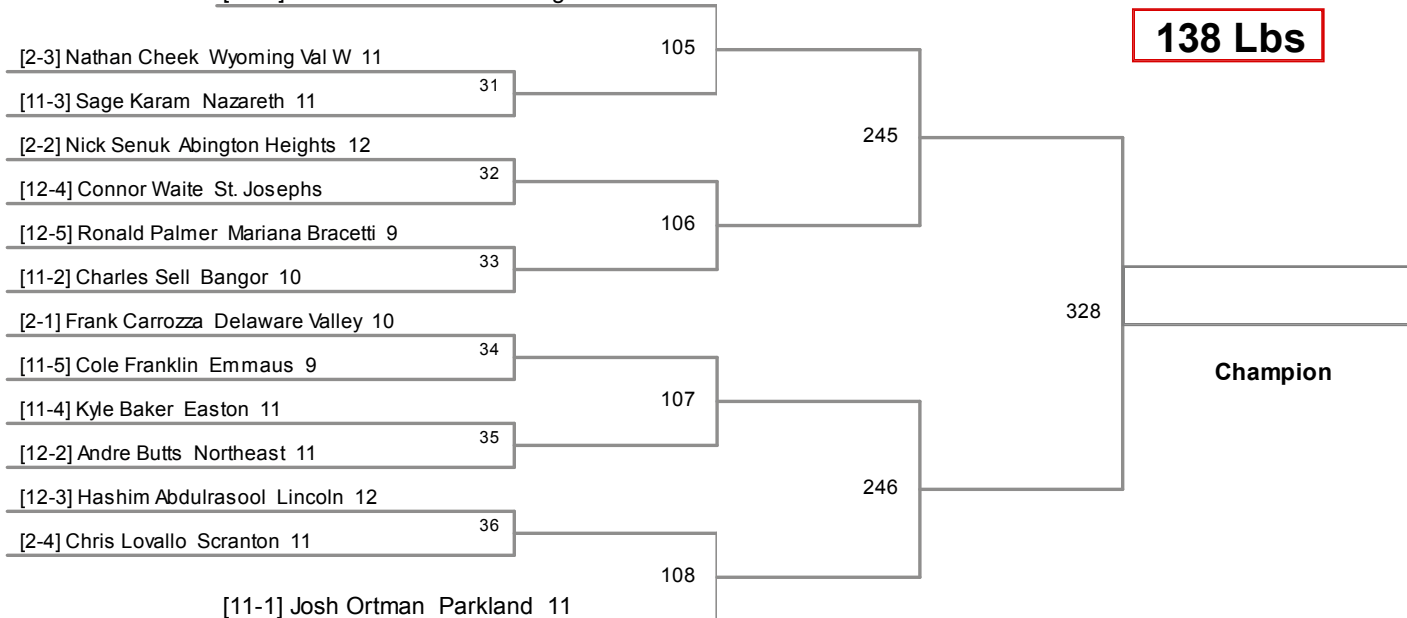 138 Lbs
105
[2-3] Nathan Cheek Wyoming Val W 11
31
[11-3] Sage Karam Nazareth 11
245
[2-2] Nick Senuk Abington Heights 12
32
[12-4] Connor Waite St. Josephs
106
[12-5] Ronald Palmer Mariana Bracetti 9
33
[11-2] Charles Sell Bangor 10
328
[2-1] Frank Carrozza Delaware Valley 10
34
[11-5] Cole Franklin Emmaus 9
Champion
107
[11-4] Kyle Baker Easton 11
35
[12-2] Andre Butts Northeast 11
246
[12-3] Hashim Abdulrasool Lincoln 12
36
[2-4] Chris Lovallo Scranton 11
108
[11-1] Josh Ortman Parkland 11